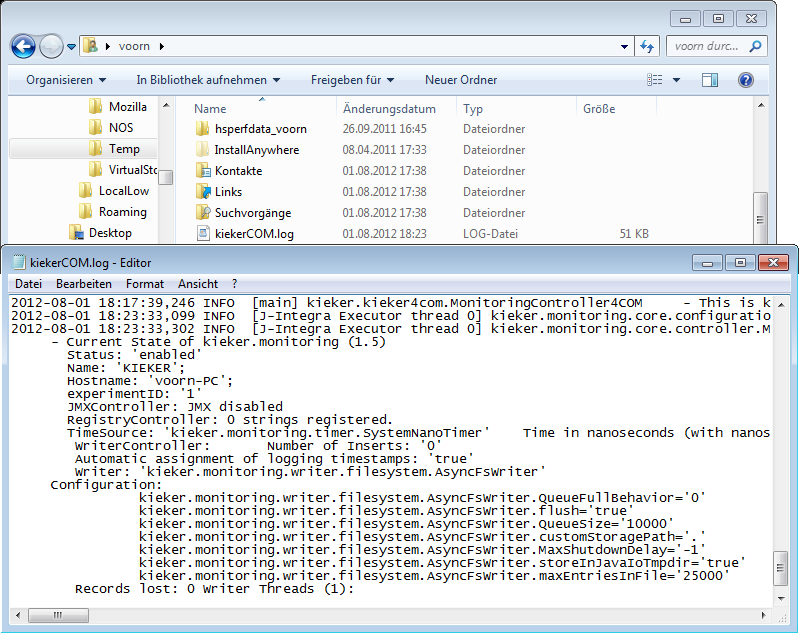 voorn
voorn durc...
Organisieren In Bibliothek aufnehmen Freigeben für Neuer Ordner
Mozilla
NOS
Temp
VirtualSto
LocalLow
Roaming
Desktop
Name Änderungsdatum Typ Größe
hsperfdata_voorn 26.09.2011 16:45 Dateiordner
InstallAnywhere 08.04.2011 17:33 Dateiordner
Kontakte 01.08.2012 17:38 Dateiordner
Links 01.08.2012 17:38 Dateiordner
Suchvorgänge 01.08.2012 17:38 Dateiordner
kiekerCOM.log 01.08.2012 18:23 LOG-Datei 51 KB
kiekerCOM.log - Editor
Datei Bearbeiten Format Ansicht ?
2012-08-01 18:17:39,246 INFO [main] kieker.kieker4com.MonitoringController4COM - This is k
2012-08-01 18:23:33,099 INFO [J-Integra Executor thread 0] kieker.monitoring.core.configuratio
2012-08-01 18:23:33,302 INFO [J-Integra Executor thread 0] kieker.monitoring.core.controller.M
- Current State of kieker.monitoring (1.5)
Status: 'enabled'
Name: 'KIEKER';
Hostname: 'voorn-PC';
experimentID: '1'
JMXController: JMX disabled
RegistryController: 0 strings registered.
TimeSource: 'kieker.monitoring.timer.SystemNanoTimer' Time in nanoseconds (with nanos
WriterController: Number of Inserts: '0'
Automatic assignment of logging timestamps: 'true'
Writer: 'kieker.monitoring.writer.filesystem.AsyncFsWriter'
Configuration:
kieker.monitoring.writer.filesystem.AsyncFsWriter.QueueFullBehavior='0'
kieker.monitoring.writer.filesystem.AsyncFsWriter.flush='true'
kieker.monitoring.writer.filesystem.AsyncFsWriter.QueueSize='10000'
kieker.monitoring.writer.filesystem.AsyncFsWriter.customStoragePath='.'
kieker.monitoring.writer.filesystem.AsyncFsWriter.MaxShutdownDelay='-1'
kieker.monitoring.writer.filesystem.AsyncFsWriter.storeInJavaIoTmpdir='true'
kieker.monitoring.writer.filesystem.AsyncFsWriter.maxEntriesInFile='25000'
Records lost: 0 Writer Threads (1):